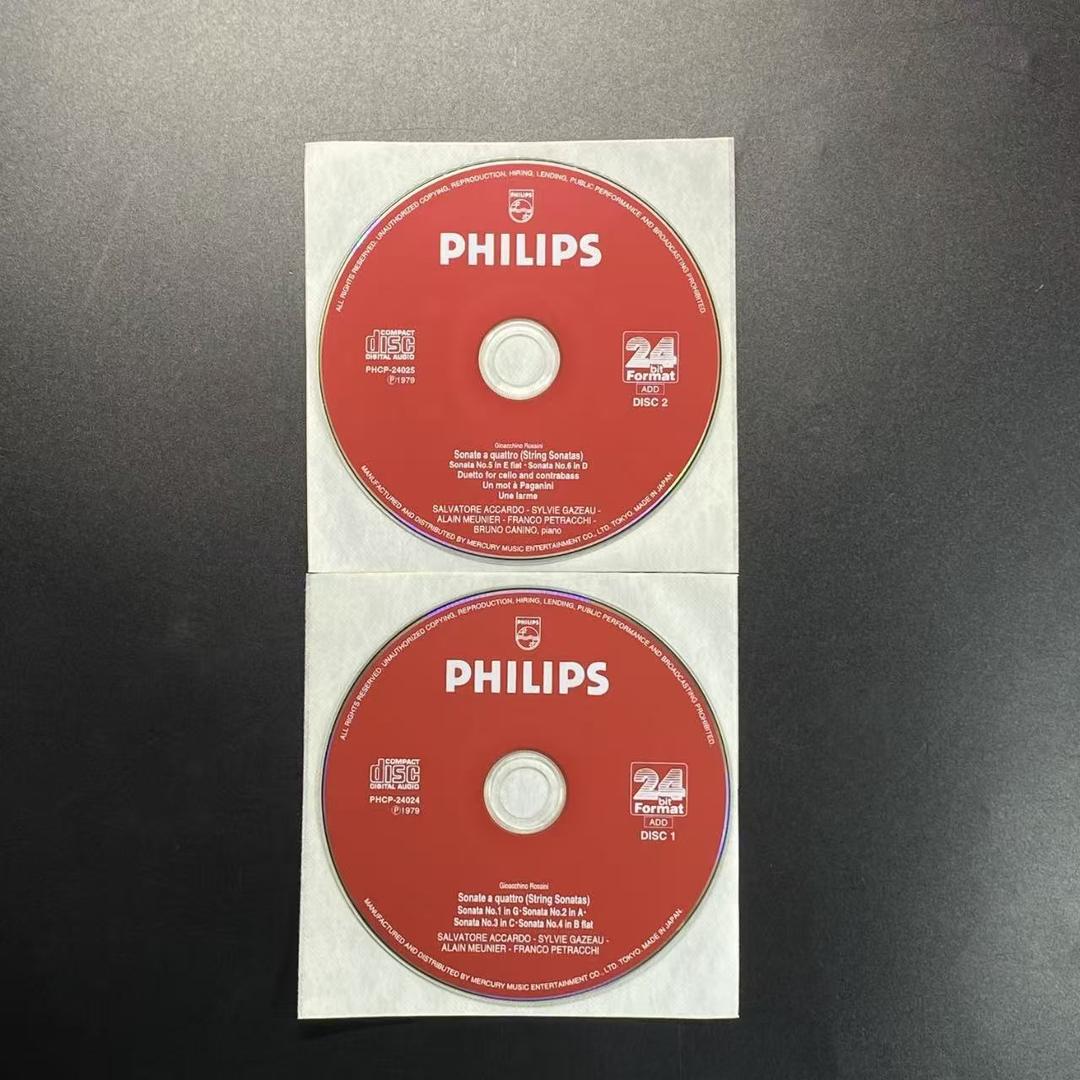 ALL RIGHTS RESERVED. UNAUTHORIZED COPYING, REPRODUCTION, HIRING, LENDING, PUBLIC PERFORMANCE AND BROADCASTING PROHIBITED
PHILIPS
PHILIPS
COMPACT
disc
DIGITAL AUDIO
PHCP-24025
Ⓟ1979
24
bit
Format
ADD
DISC 2
Gioacchino Rossini
Sonate a quattro (String Sonatas)
Sonata No.5 in E flat・Sonata No.6 in D
Duetto for cello and contrabass
Un mot à Paganini
Une larme
SALVATORE ACCARDO - SYLVIE GAZEAU -
ALAIN MEUNIER - FRANCO PETRACCHI -
BRUNO CANINO, piano
MANUFACTURED AND DISTRIBUTED BY MERCURY MUSIC ENTERTAINMENT CO., LTD. TOKYO. MADE IN JAPAN
ALL RIGHTS RESERVED. UNAUTHORIZED COPYING, REPRODUCTION, HIRING, LENDING, PUBLIC PERFORMANCE AND BROADCASTING PROHIBITED.
PHILIPS
PHILIPS
COMPACT
disc
DIGITAL AUDIO
PHCP-24024
Ⓟ1979
24
bit
Format
ADD
DISC 1
Gioacchino Rossini
Sonate a quattro (String Sonatas)
Sonata No.1 in G・Sonata No.2 in A・
Sonata No.3 in C・Sonata No.4 in B flat
SALVATORE ACCARDO - SYLVIE GAZEAU -
ALAIN MEUNIER - FRANCO PETRACCHI
MANUFACTURED AND DISTRIBUTED BY MERCURY MUSIC ENTERTAINMENT CO., LTD. TOKYO. MADE IN JAPAN.